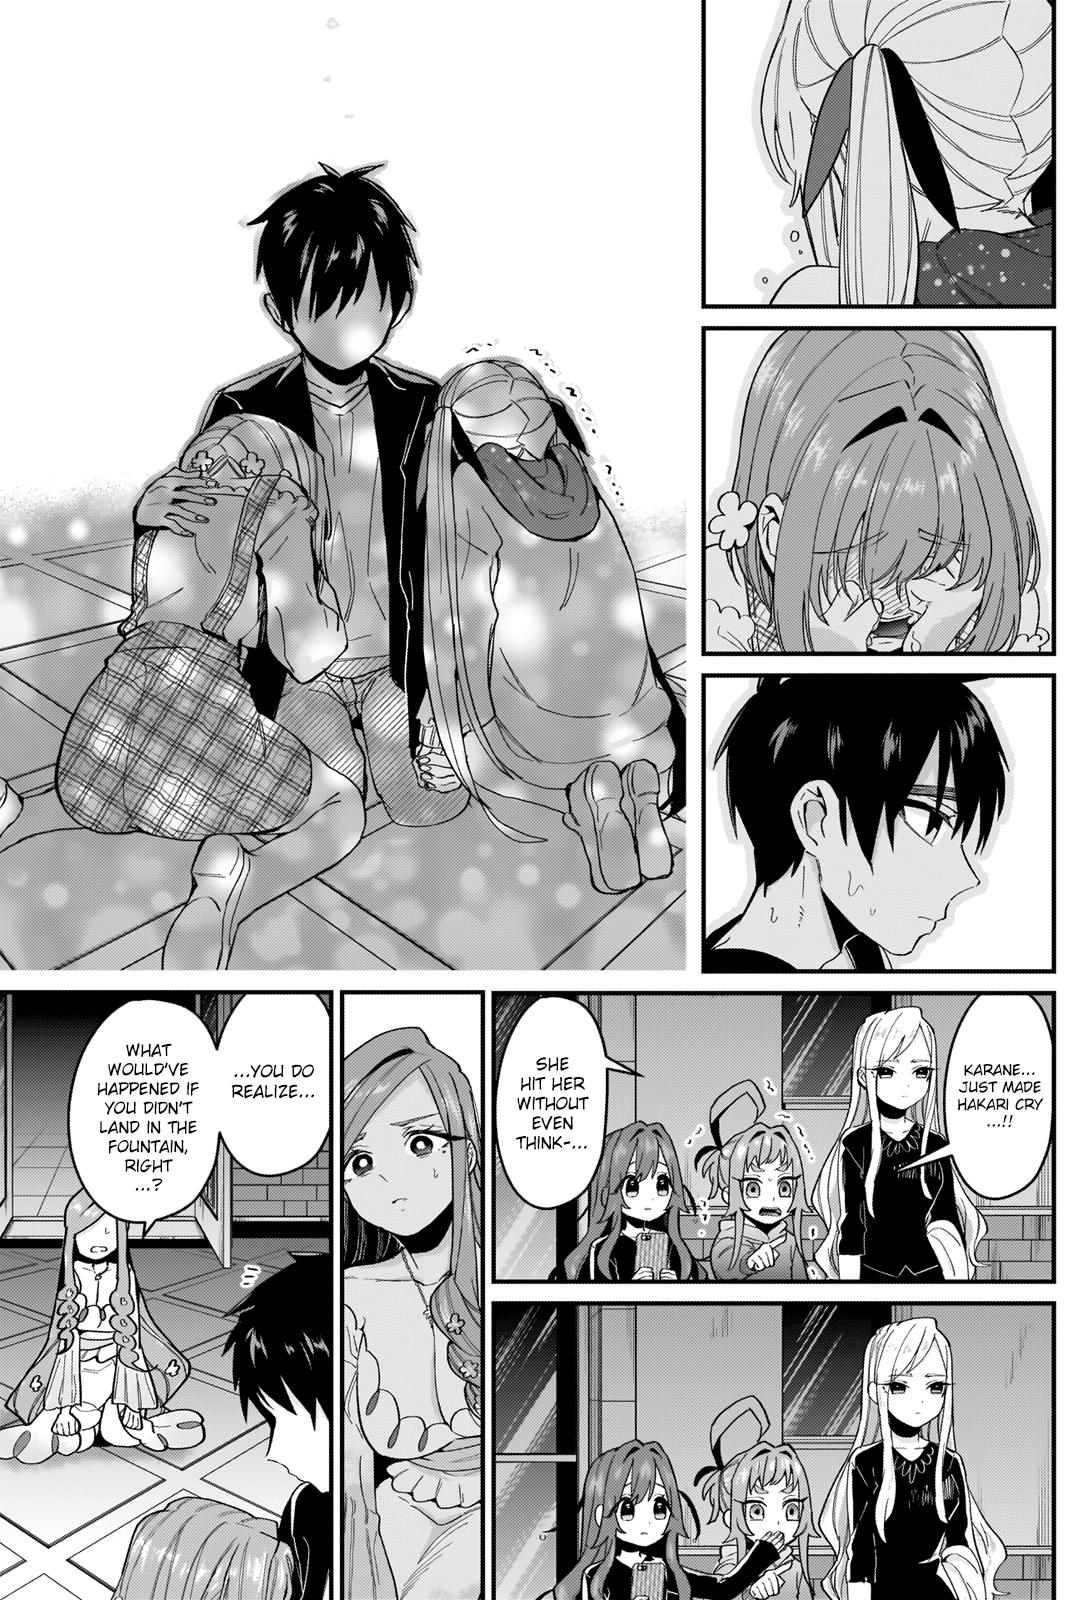 KARANE...
JUST MADE
HAKARI CRY
...!!
SHE
HIT HER
WITHOUT
EVEN
THINK-...
...YOU DO
REALIZE...
WHAT
WOULD'VE
HAPPENED IF
YOU DIDN'T
LAND IN THE
FOUNTAIN,
RIGHT
...?